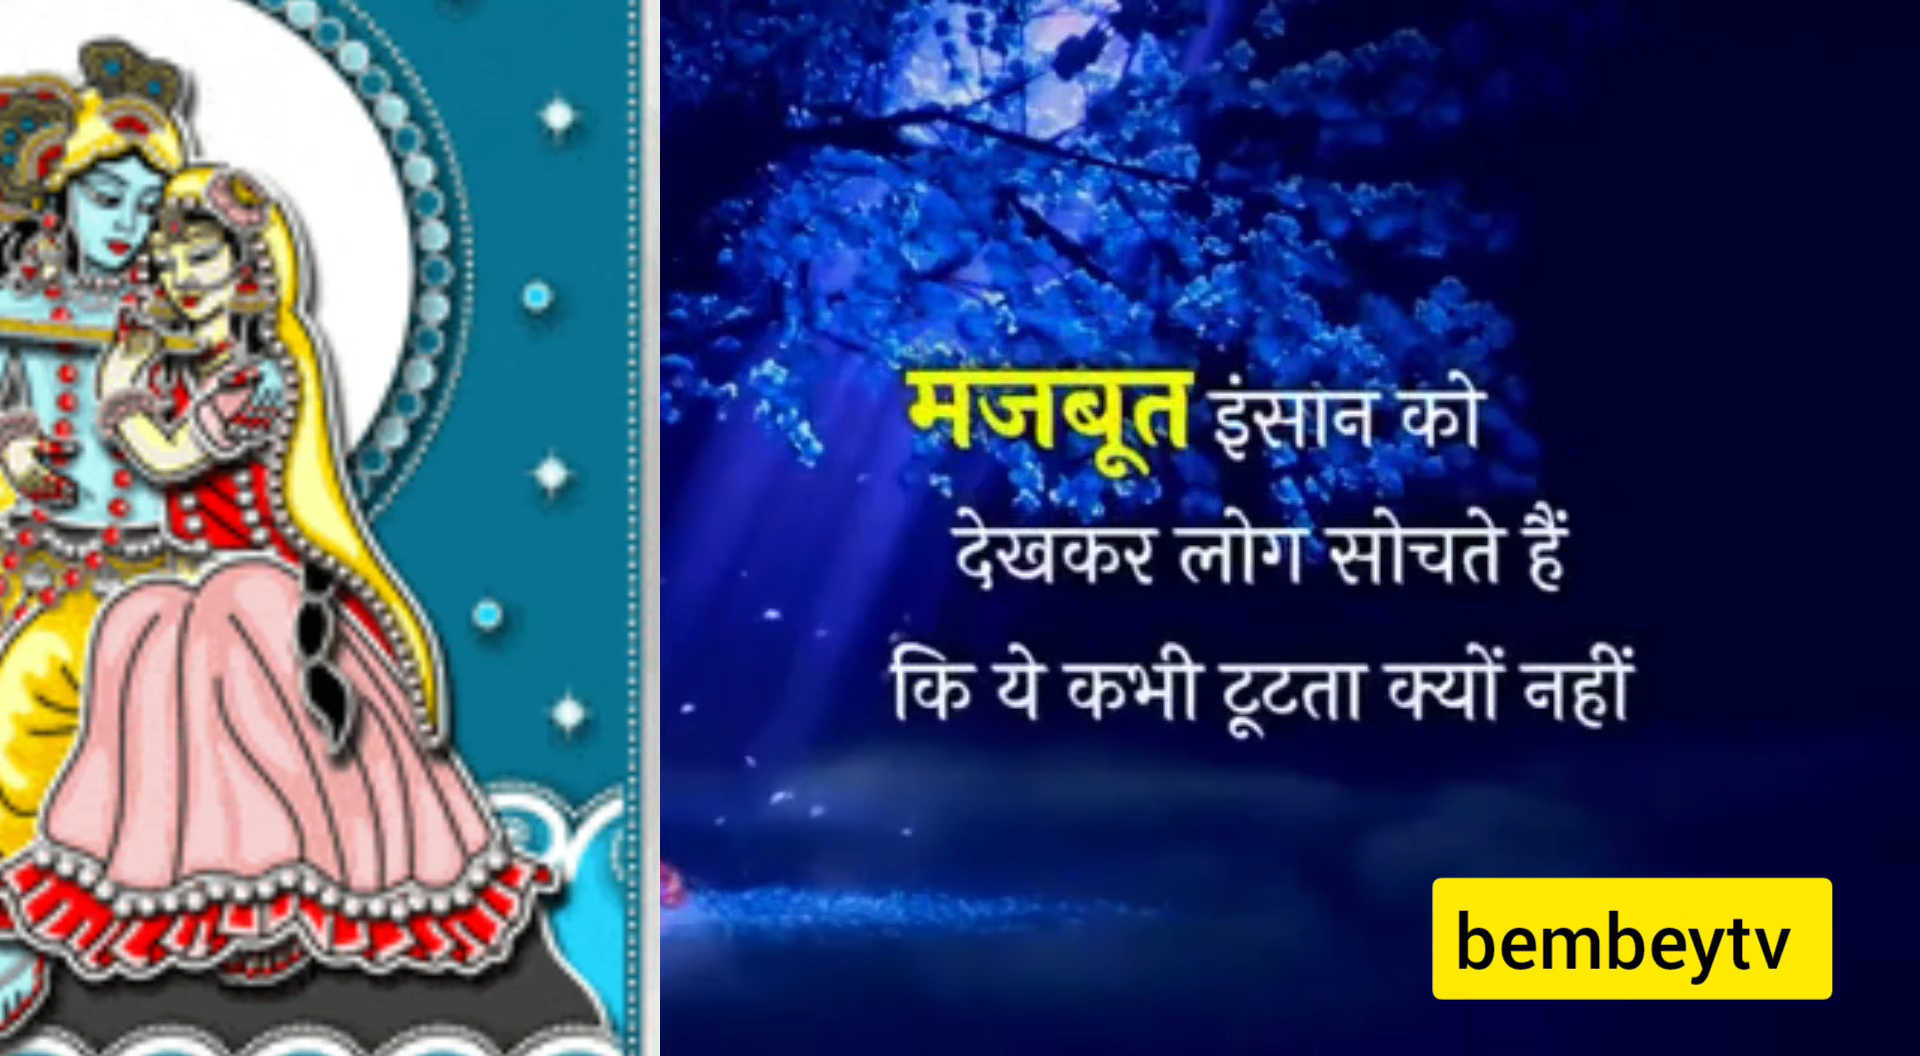 मजबूत इंसान को
देखकर लोग सोचते हैं
कि ये कभी टूटता क्यों नहीं
bembeytv